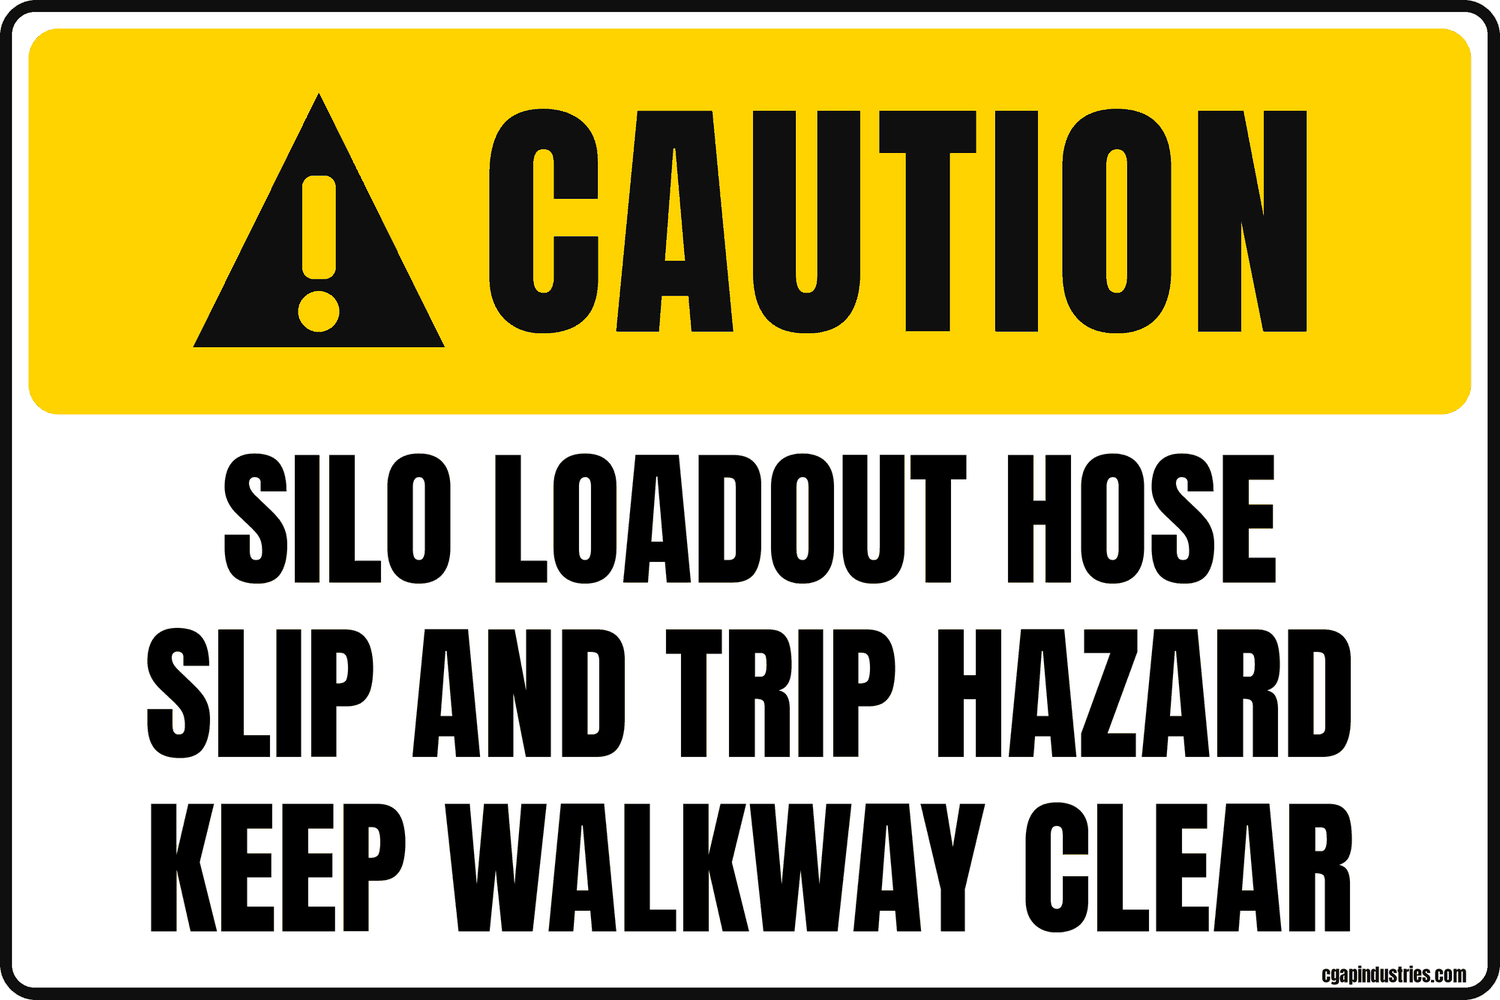 CAUTION
SILO LOADOUT HOSE
SLIP AND TRIP HAZARD
KEEP WALKWAY CLEAR
cgapindustries.com